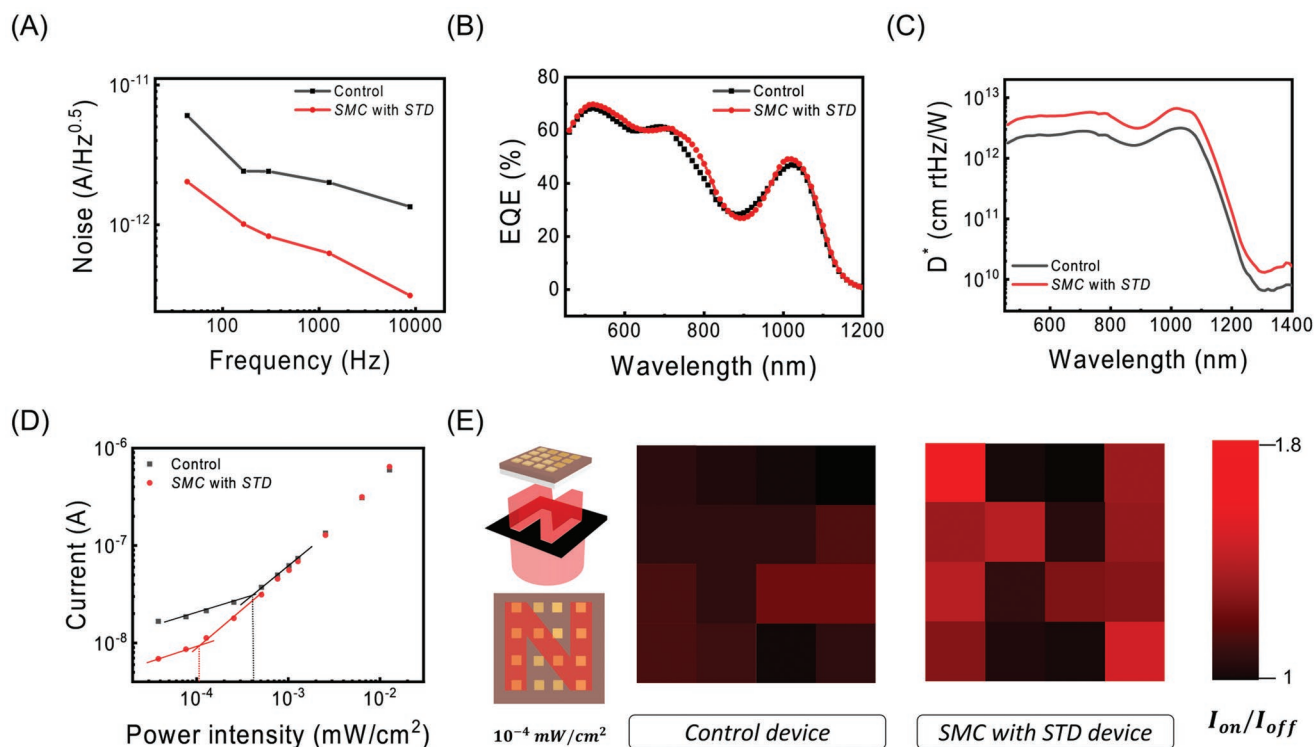 (A)
Noise (A/Hz^0.5)
10^-11
10^-12
100
1000
10000
Frequency (Hz)
Control
SMC with STD
(B)
EQE (%)
80
60
40
20
0
600
800
1000
1200
Wavelength (nm)
Control
SMC with STD
(C)
D* (cm rtHz/W)
10^13
10^12
10^11
10^10
600
800
1000
1200
1400
Wavelength (nm)
Control
SMC with STD
(D)
Current (A)
10^-6
10^-7
10^-8
10^-4
10^-3
10^-2
Power intensity (mW/cm^2)
Control
SMC with STD
(E)
10^-4 mW/cm^2
Control device
SMC with STD device
1.8
1
I_on/I_off